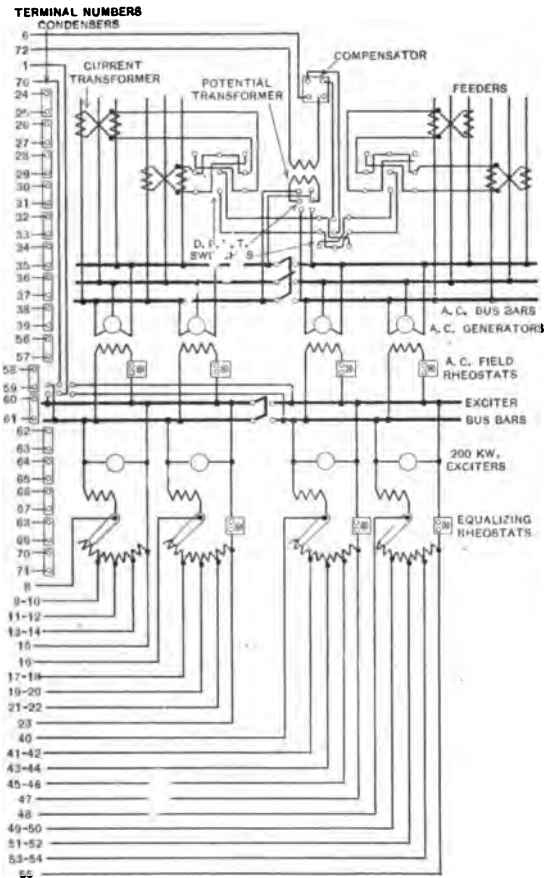 TERMINAL NUMBERS
CONDENSERS
6
72
1
76
24
25
26
27
28
29
30
31
32
33
34
35
36
37
38
39
56
57
58
59
60
61
62
63
64
65
66
67
68
69
70
71
8
9-10
11-12
13-14
15
16
17-18
19-20
21-22
23
40
41-42
43-44
45-46
47
48
49-50
51-52
53-54
55
CURRENT
TRANSFORMER
POTENTIAL
TRANSFORMER
COMPENSATOR
FEEDERS
SWITCHES
A.C. BUS BARS
A.C. GENERATORS
A.C. FIELD
RHEOSTATS
EXCITER
BUS BARS
200 KW.
EXCITERS
EQUALIZING
RHEOSTATS